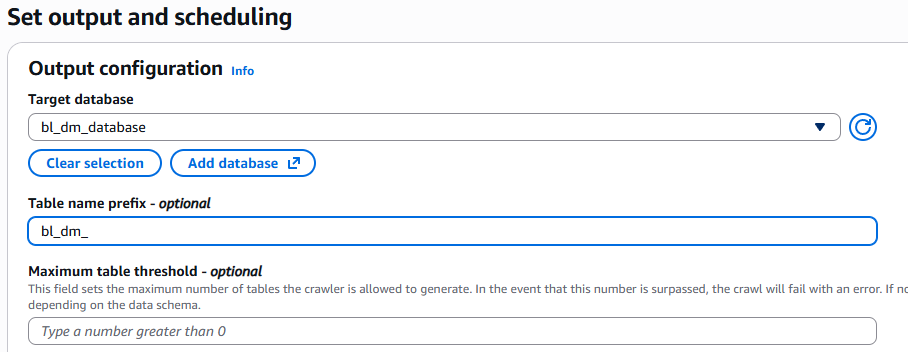 Set output and scheduling
Output configuration Info
Target database
bl_dm_database
Clear selection Add database
Table name prefix - optional
bl_dm_
Maximum table threshold - optional
This field sets the maximum number of tables the crawler is allowed to generate. In the event that this number is surpassed, the crawl will fail with an error. If
depending on the data schema.
Type a number greater than 0